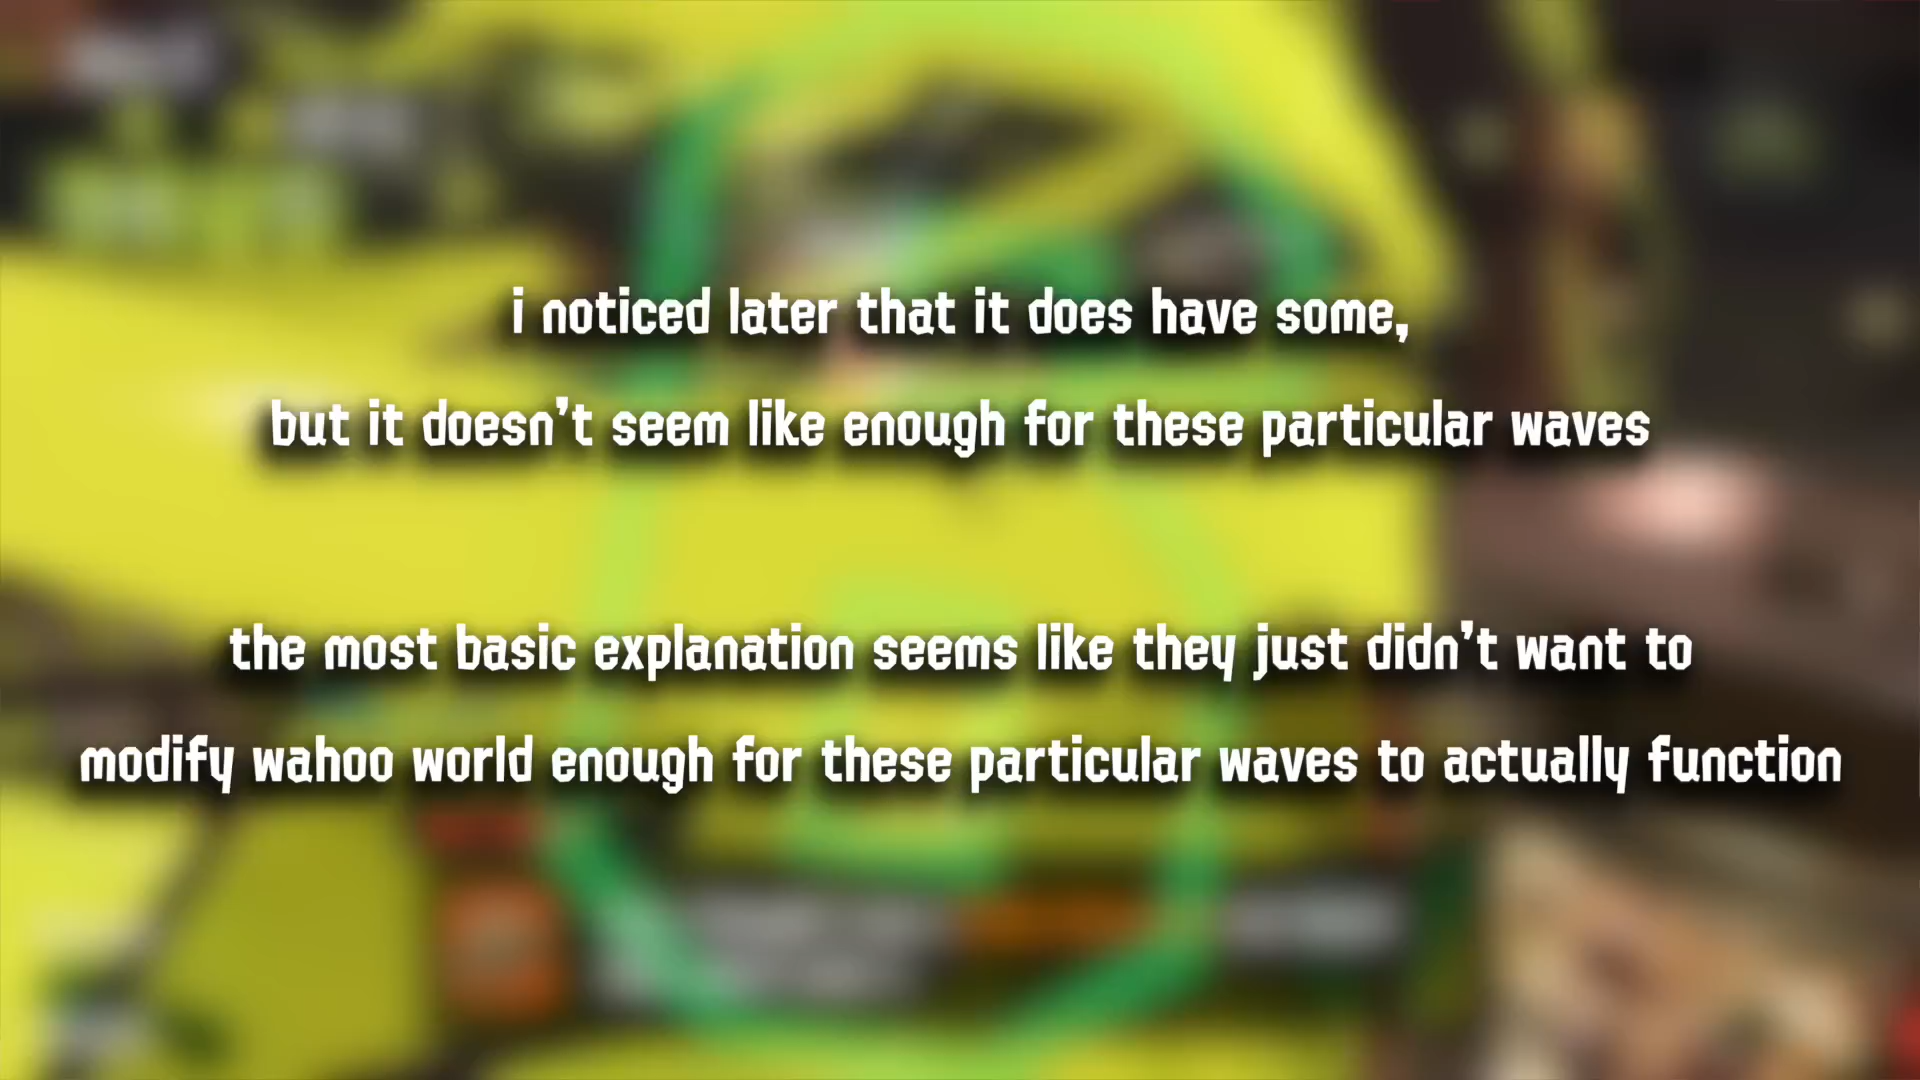 i noticed later that it does have some,
but it doesn't seem like enough for these particular waves
the most basic explanation seems like they just didn't want to
modify wahoo world enough for these particular waves to actually function